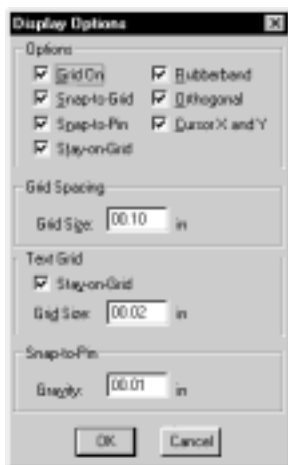 Display Options
Options
Grid On
Rubberband
Snap-to-Grid
Orthogonal
Snap-to-Pin
Cursor X and Y
Stay-on-Grid
Grid Spacing
Grid Size: 00.10 in
Text Grid
Stay-on-Grid
Grid Size: 00.02 in
Snap-to-Pin
Gravity: 00.01 in
OK Cancel